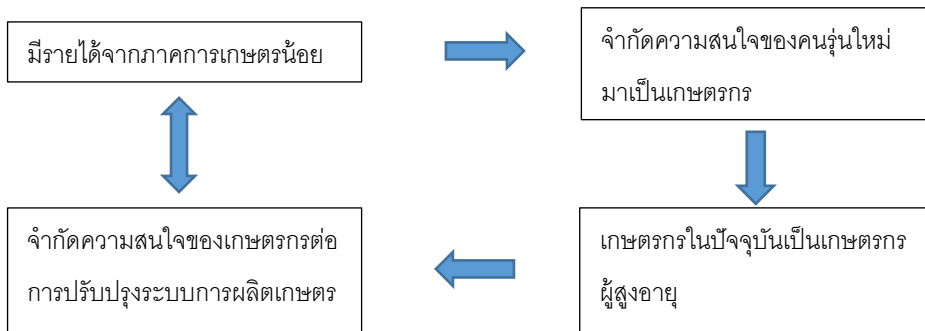 มีรายได้จากภาคการเกษตรน้อย
จำกัดความสนใจของคนรุ่นใหม่
มาเป็นเกษตรกร
จำกัดความสนใจของเกษตรกรต่อ
การปรับปรุงระบบการผลิตเกษตร
เกษตรกรในปัจจุบันเป็นเกษตรกร
ผู้สูงอายุ